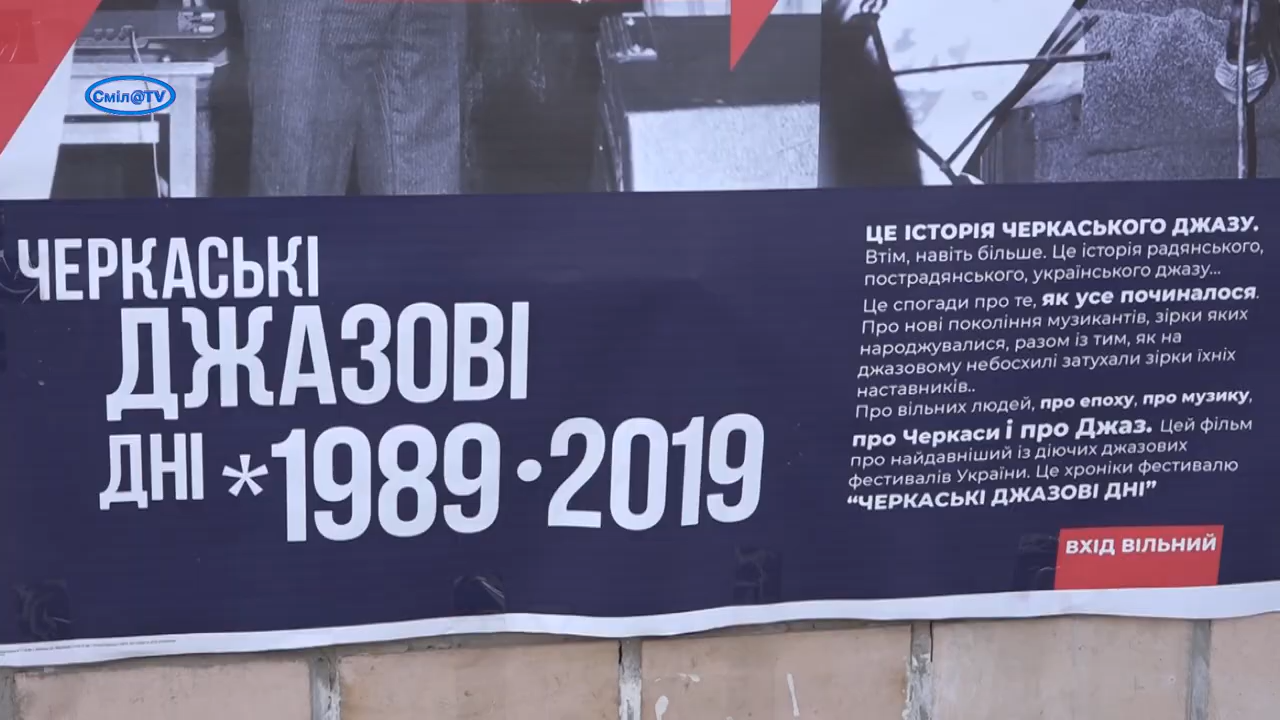 Сміл@TV
ЧЕРКАСЬКІ
ДЖАЗОВІ
ДНІ *1989·2019
ЦЕ ІСТОРІЯ ЧЕРКАСЬКОГО ДЖАЗУ.
Втім, навіть більше. Це історія радянського,
пострадянського, українського джазу...
Це спогади про те, як усе починалося.
Про нові покоління музикантів, зірки яких
народжувалися, разом із тим, як на
джазовому небосхилі затухали зірки їхніх
наставників..
Про вільних людей, про епоху, про музику,
про Черкаси і про Джаз. Цей фільм
про найдавніший із діючих джазових
фестивалів України. Це хроніки фестивалю
“ЧЕРКАСЬКІ ДЖАЗОВІ ДНІ”
ВХІД ВІЛЬНИЙ